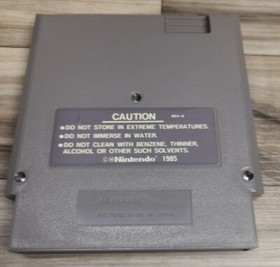 CAUTION REV-A
•DO NOT STORE IN EXTREME TEMPERATURES.
•DO NOT IMMERSE IN WATER.
•DO NOT CLEAN WITH BENZENE, THINNER,
ALCOHOL OR OTHER SUCH SOLVENTS.
©®Nintendo 1985